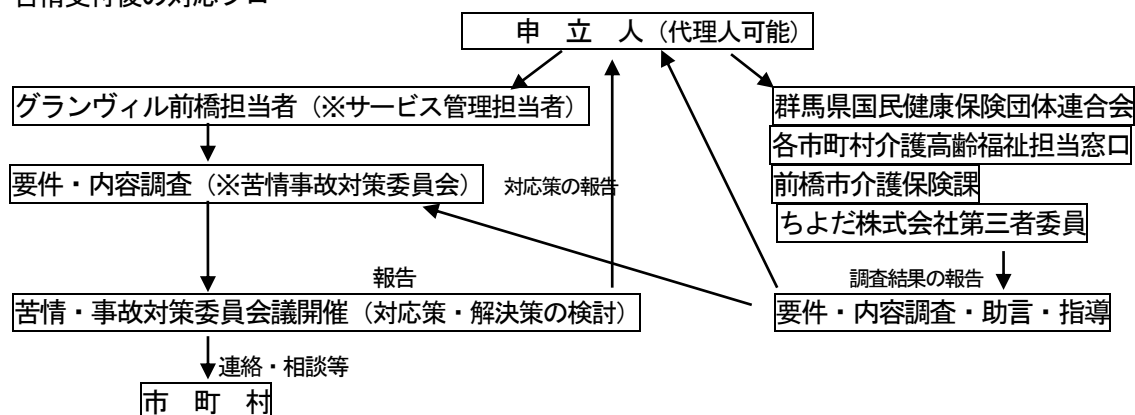 苦情受付後の対応フロー
申 立 人（代理人可能）
グランヴィル前橋担当者（※サービス管理担当者）
群馬県国民健康保険団体連合会
各市町村介護高齢福祉担当窓口
要件・内容調査（※苦情事故対策委員会）
対応策の報告
前橋市介護保険課
ちよだ株式会社第三者委員
報告
調査結果の報告
苦情・事故対策委員会議開催（対応策・解決策の検討）
要件・内容調査・助言・指導
連絡・相談等
市 町 村